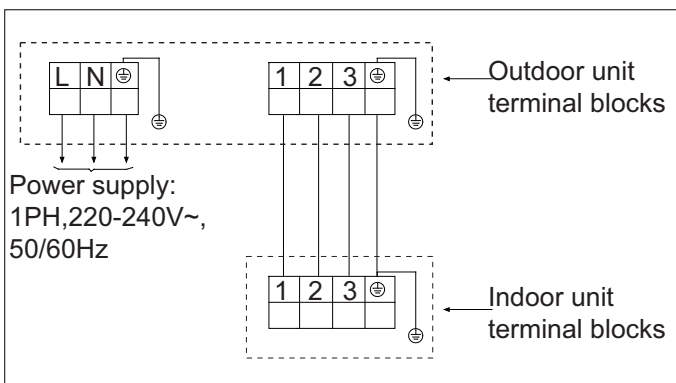 L N
1 2 3
Outdoor unit
terminal blocks
Power supply:
1PH,220-240V~,
50/60Hz
1 2 3
Indoor unit
terminal blocks